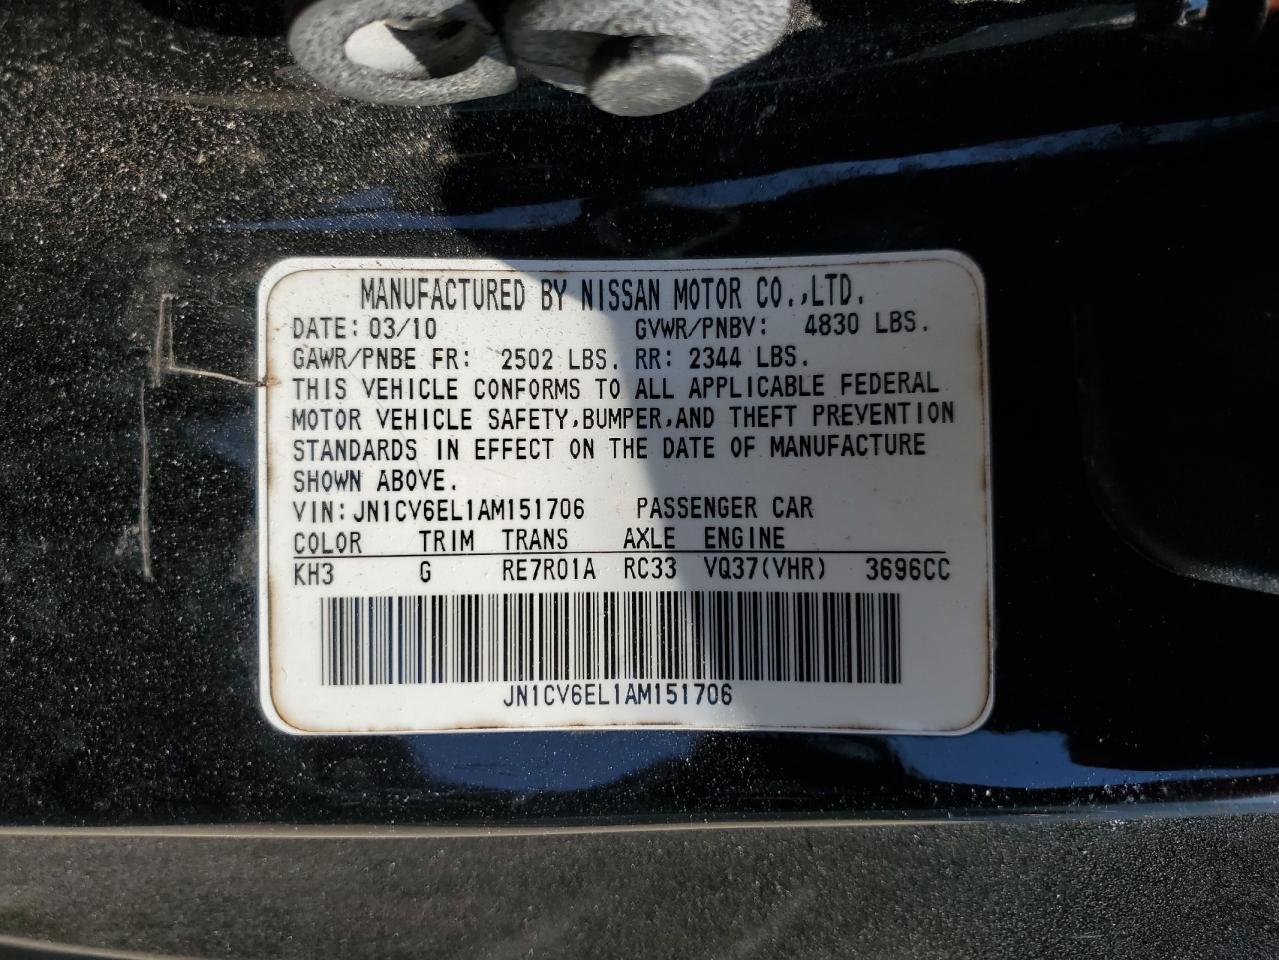 MANUFACTURED BY NISSAN MOTOR CO.,LTD.
DATE: 03/10 GVWR/PNBV: 4830 LBS.
GAWR/PNBE FR: 2502 LBS. RR: 2344 LBS.
THIS VEHICLE CONFORMS TO ALL APPLICABLE FEDERAL
MOTOR VEHICLE SAFETY,BUMPER,AND THEFT PREVENTION
STANDARDS IN EFFECT ON THE DATE OF MANUFACTURE
SHOWN ABOVE.
VIN:JN1CV6EL1AM151706 PASSENGER CAR
COLOR TRIM TRANS AXLE ENGINE
KH3 G RE7R01A RC33 VQ37(VHR) 3696CC
JN1CV6EL1AM151706